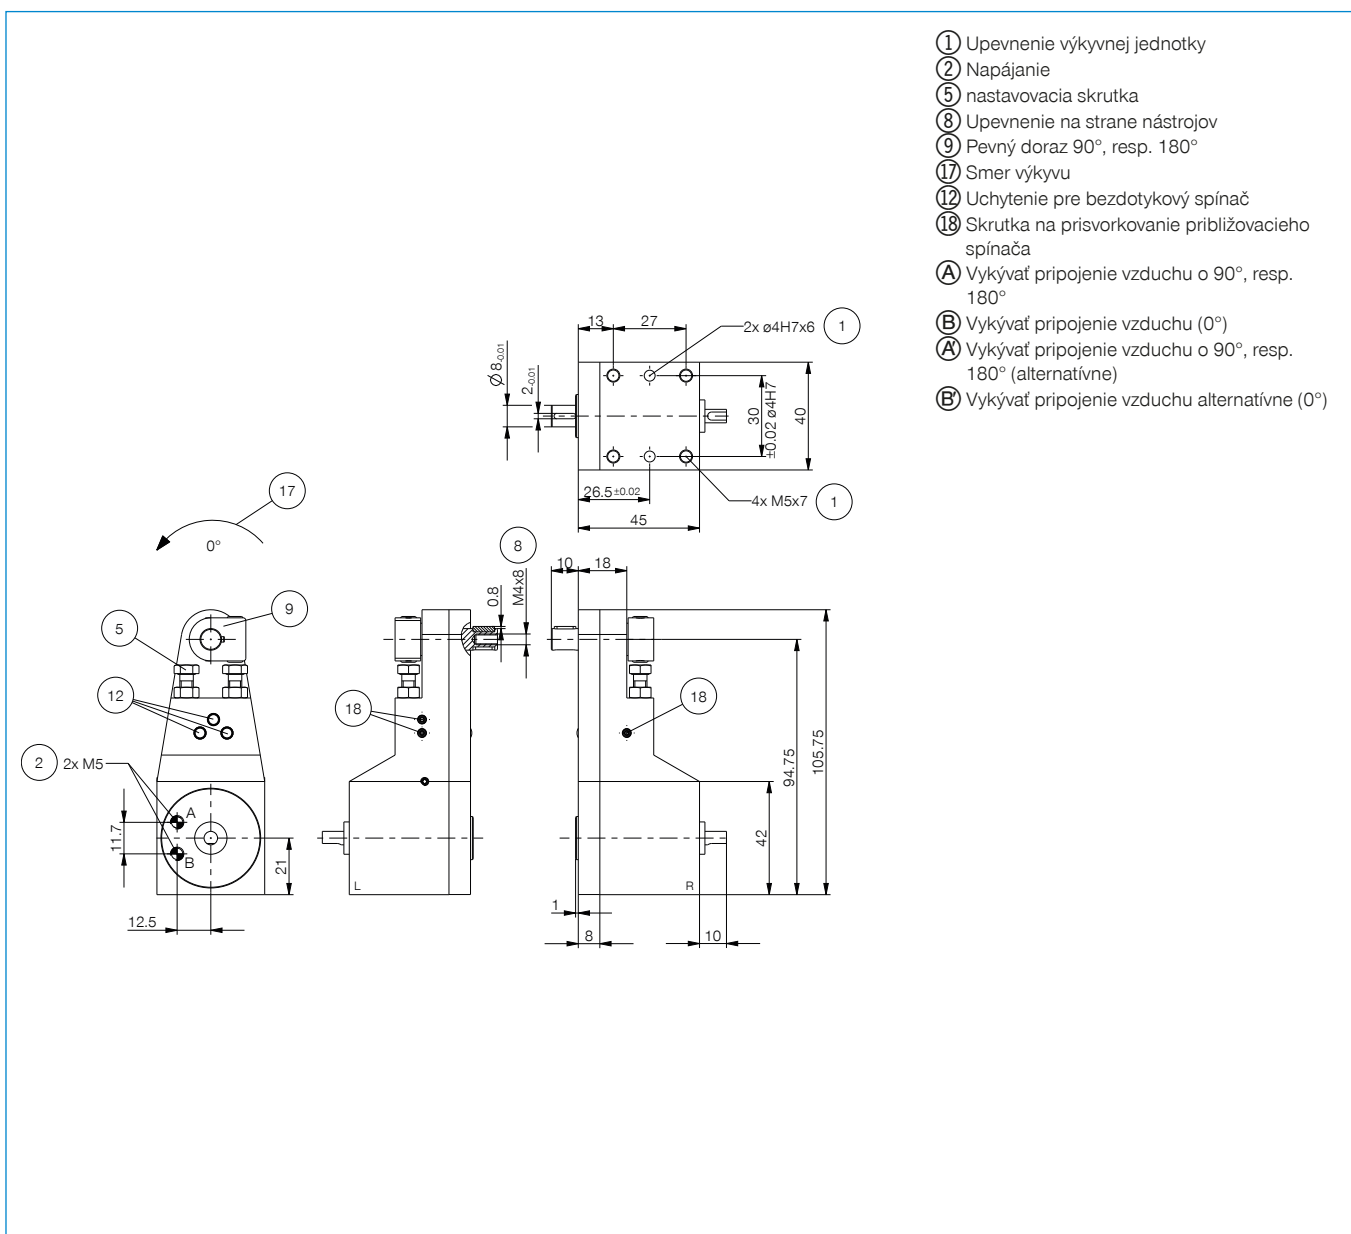 ① Upevnenie výkyvnej jednotky
② Napájanie
⑤ nastavovacia skrutka
⑧ Upevnenie na strane nástrojov
⑨ Pevný doraz 90°, resp. 180°
⑰ Smer výkyvu
⑫ Uchytenie pre bezdotykový spínač
⑱ Skrutka na prisvorkovanie približovacieho
spínača
Ⓐ Vykývať pripojenie vzduchu o 90°, resp.
180°
Ⓑ Vykývať pripojenie vzduchu (0°)
A' Vykývať pripojenie vzduchu o 90°, resp.
180° (alternatívne)
B' Vykývať pripojenie vzduchu alternatívne (0°)
13
27
2x ø4H7x6
1
Ø8-0.01
2-0.01
30
±0.02 ø4H7
40
26.5±0.02
4x M5x7
1
45
17
0°
8
10
18
0.8
M4x8
9
5
12
18
18
94.75
105.75
2
2x M5
A
11.7
B
21
42
L
R
12.5
1
8
10